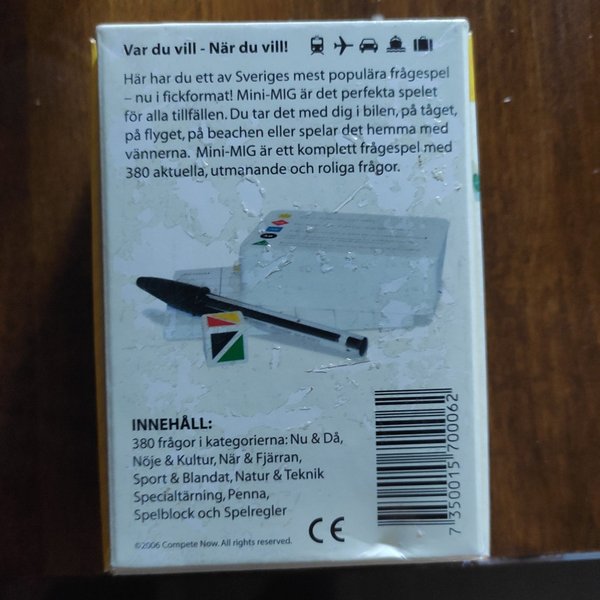 Var du vill - När du vill!
Här har du ett av Sveriges mest populära frågespel
– nu i fickformat! Mini-MIG är det perfekta spelet
för alla tillfällen. Du tar det med dig i bilen, på tåget,
på flyget, på beachen eller spelar det hemma med
vännerna. Mini-MIG är ett komplett frågespel med
380 aktuella, utmanande och roliga frågor.
INNEHÅLL:
380 frågor i kategorierna: Nu & Då,
Nöje & Kultur, När & Fjärran,
Sport & Blandat, Natur & Teknik
Specialtärning, Penna,
Spelblock och Spelregler
©2006 Compete Now. All rights reserved.
CE
7 350015 700062